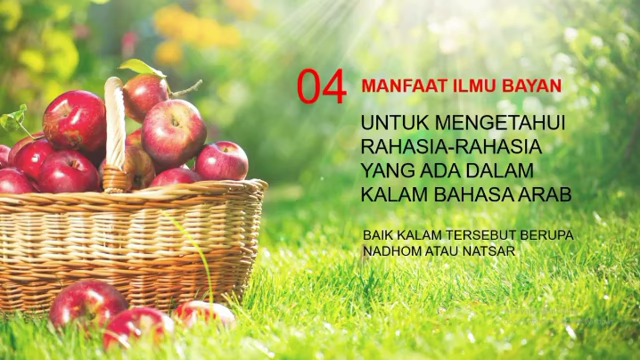 04 MANFAAT ILMU BAYAN
UNTUK MENGETAHUI
RAHASIA-RAHASIA
YANG ADA DALAM
KALAM BAHASA ARAB
BAIK KALAM TERSEBUT BERUPA
NADHOM ATAU NATSAR